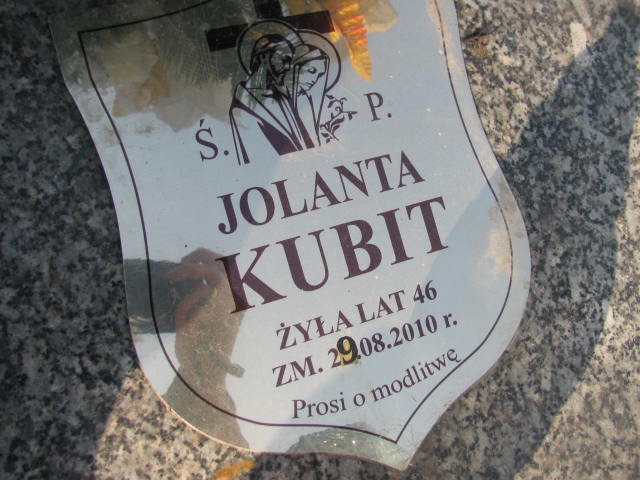 Ś. P.
JOLANTA
KUBIT
ŻYŁA LAT 46
ZM. 29.08.2010 r.
Prosi o modlitwę